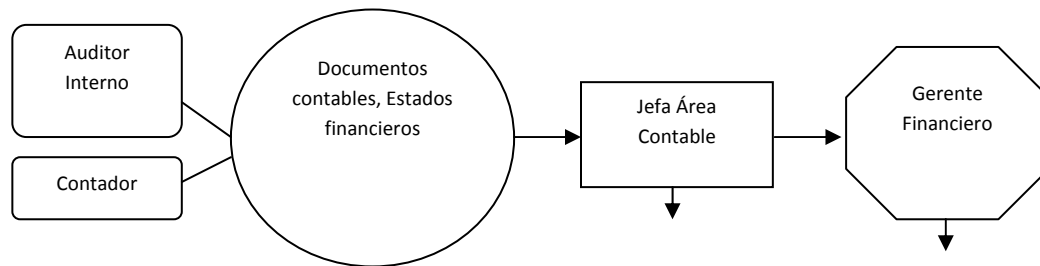 Auditor
Interno
Contador
Documentos
contables, Estados
financieros
Jefa Área
Contable
Gerente
Financiero